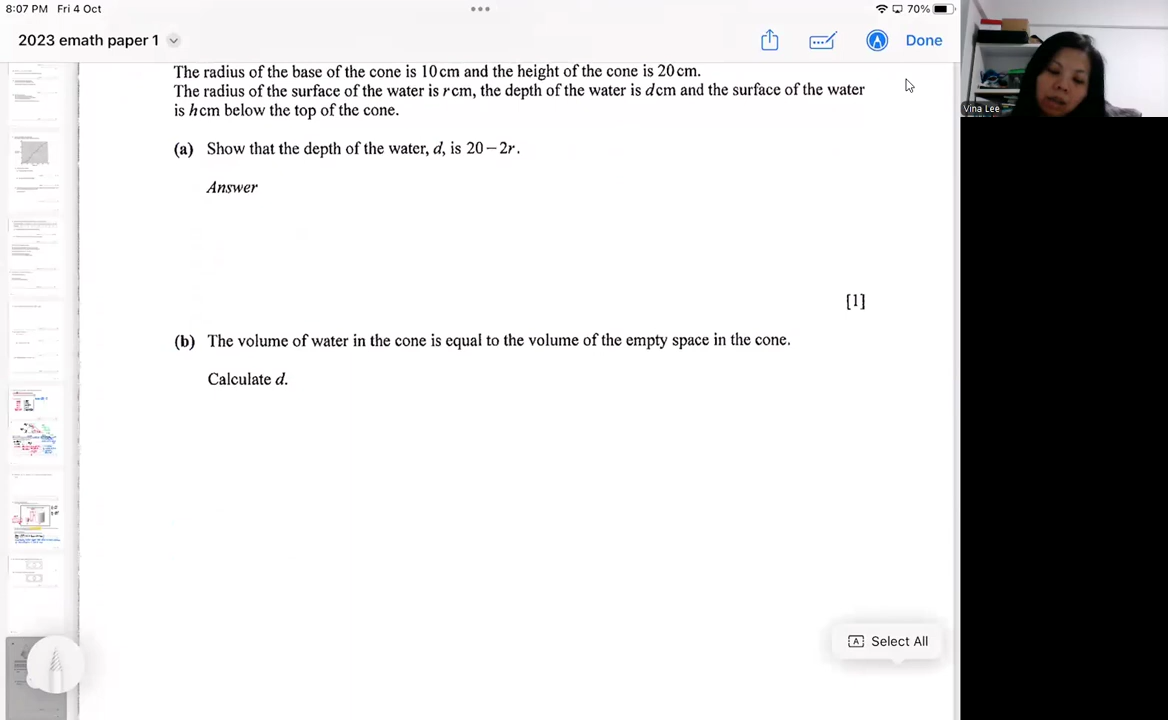 8:07 PM Fri 4 Oct
70%
2023 emath paper 1
Done
The radius of the base of the cone is 10 cm and the height of the cone is 20 cm.
The radius of the surface of the water is r cm, the depth of the water is d cm and the surface of the water
is h cm below the top of the cone.
(a) Show that the depth of the water, d, is 20 − 2r.
Answer
[1]
(b) The volume of water in the cone is equal to the volume of the empty space in the cone.
Calculate d.
Select All
Vina Lee